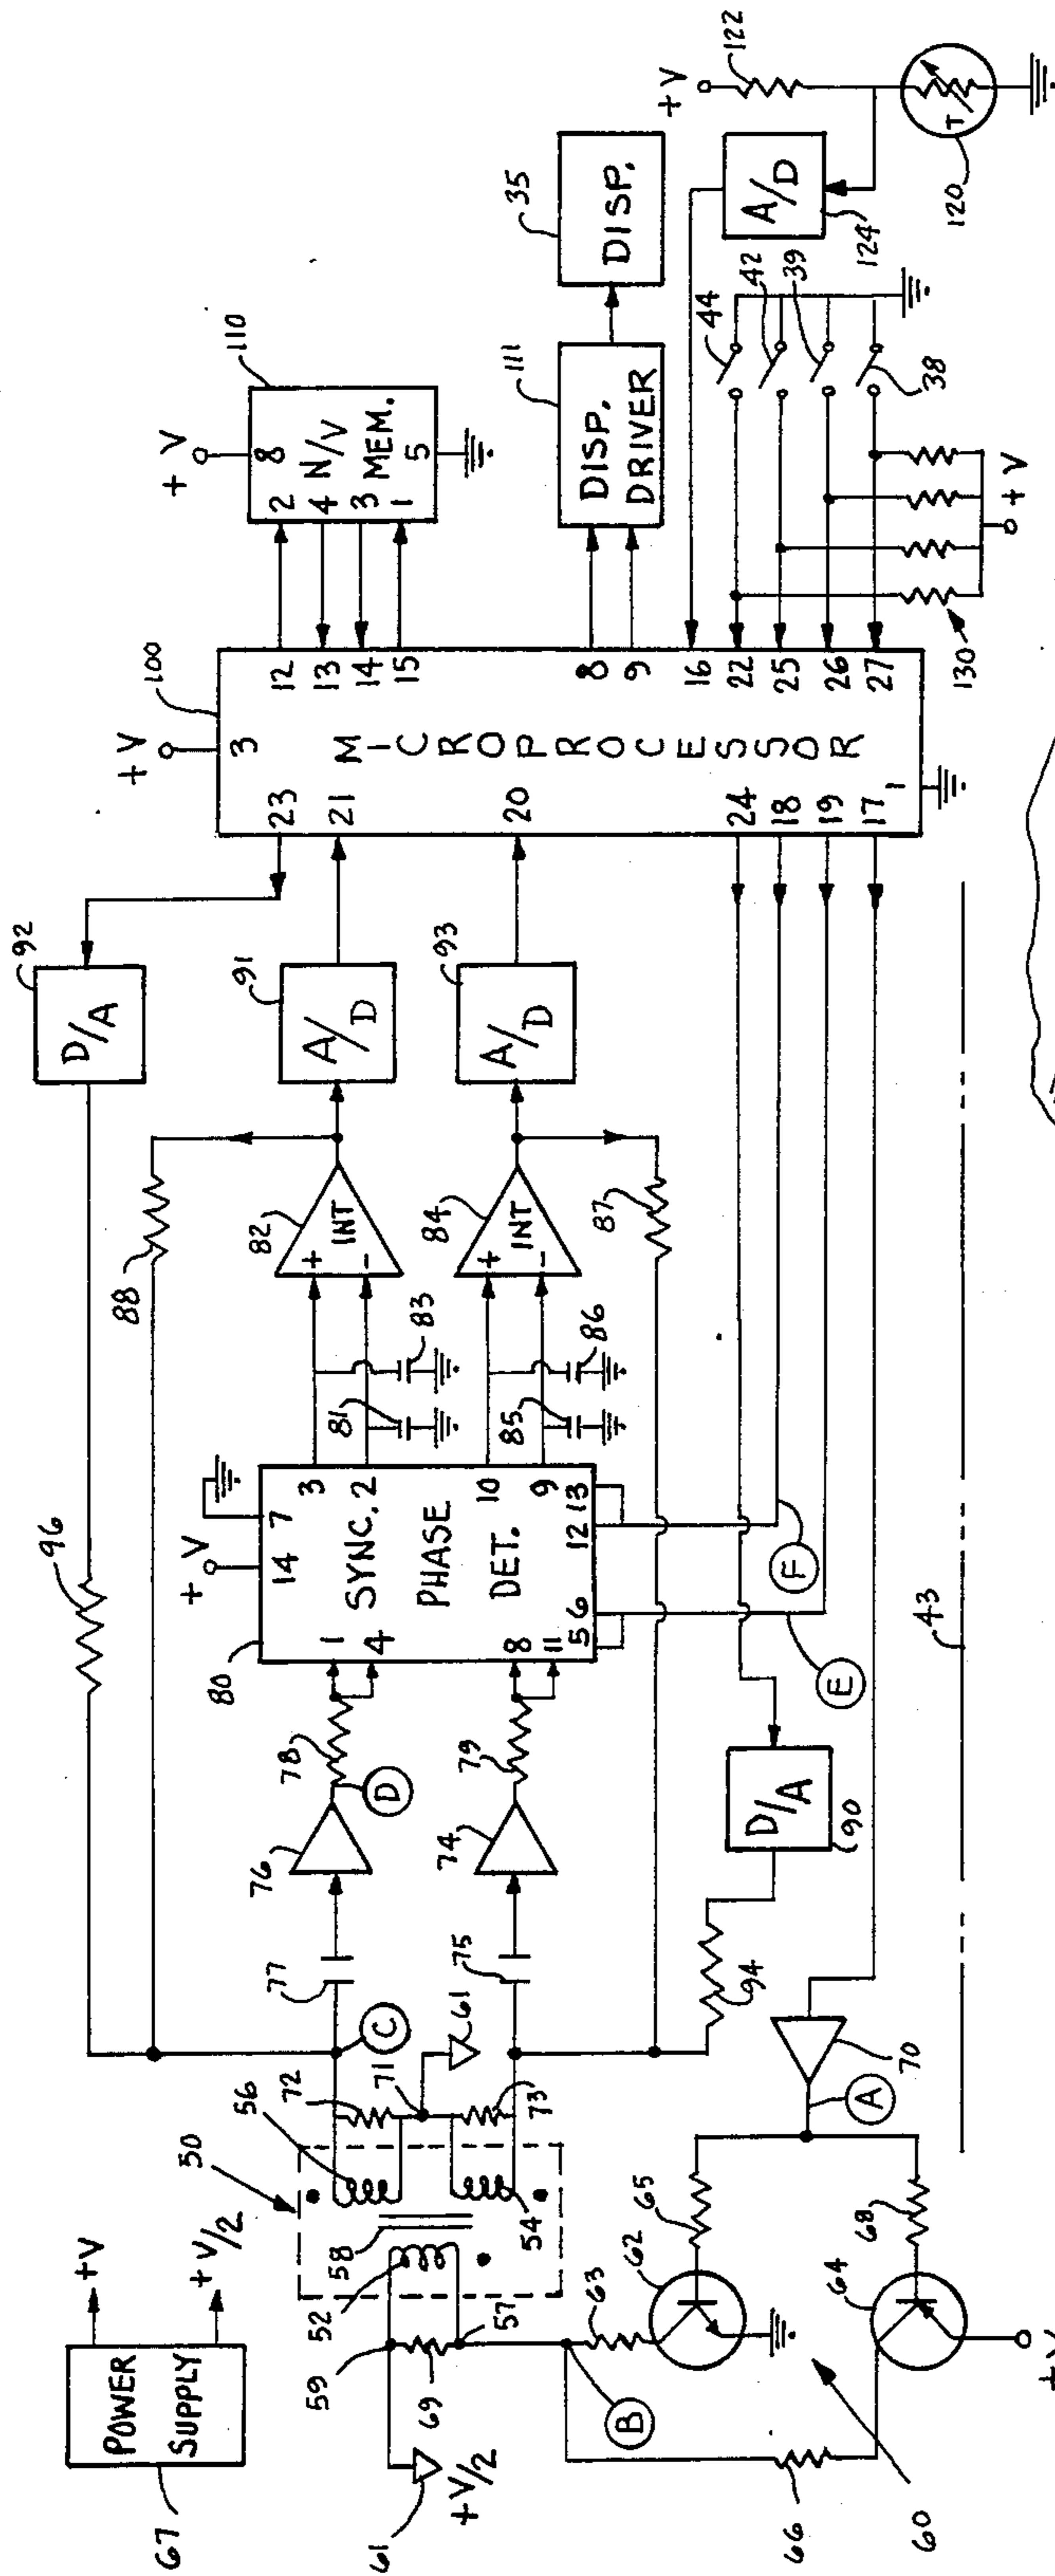 POWER
SUPPLY
67
+V
+V/2
61
+V/2
59
69
57
52
58
50
56
54
72
71
73
61
B
63
62
65
64
68
66
60
+V
A
70
C
77
75
76
74
D
78
79
94
D/A
90
E
F
43
96
88
80
+V
14
7
1
4
8
11
SYNC.
PHASE
DET.
3
2
10
9
5
6
12
13
81
83
85
86
82
+
-
INT
84
+
-
INT
87
D/A
92
A/D
91
A/D
93
100
+V
3
MICROPROCESSOR
23
21
20
24
18
19
17
1
12
13
14
15
8
9
16
22
25
26
27
110
+V
8
2
4
3
1
5
N/V
MEM.
111
DISP.
DRIVER
35
DISP.
44
42
39
38
130
+V
A/D
124
+V
122
T
120